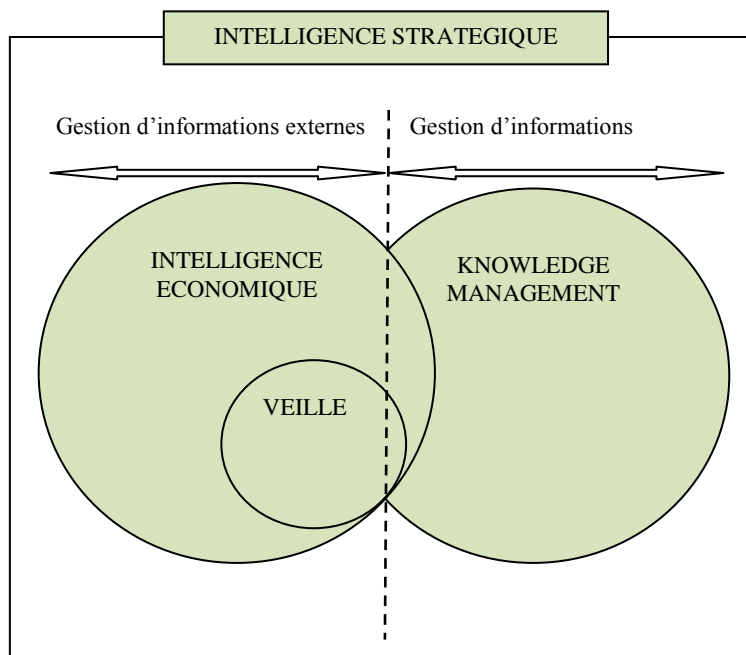 INTELLIGENCE STRATEGIQUE
Gestion d’informations externes
Gestion d’informations
INTELLIGENCE
ECONOMIQUE
KNOWLEDGE
MANAGEMENT
VEILLE